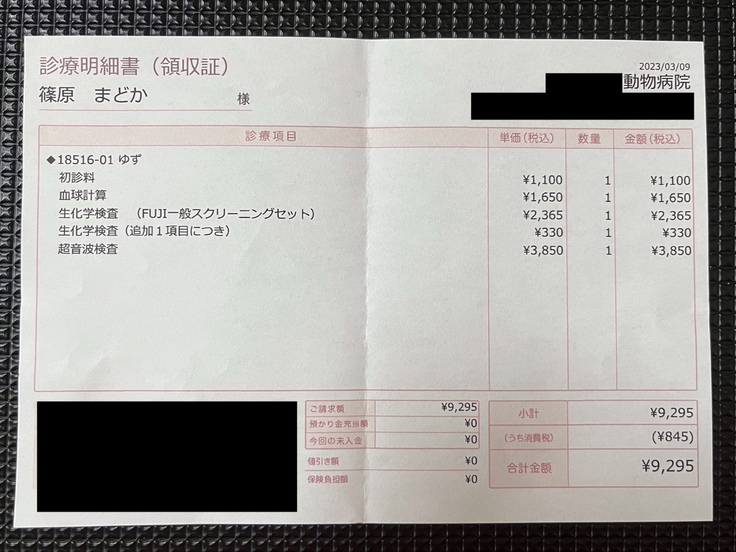 診療明細書（領収証）
2023/03/09
動物病院
篠原　まどか　様
診療項目　単価（税込）　数量　金額（税込）
◆18516-01 ゆず
初診料　¥1,100　1　¥1,100
血球計算　¥1,650　1　¥1,650
生化学検査　（FUJI一般スクリーニングセット）　¥2,365　1　¥2,365
生化学検査（追加１項目につき）　¥330　1　¥330
超音波検査　¥3,850　1　¥3,850
ご請求額　¥9,295
預かり金充当額　¥0
今回の未入金　¥0
値引き額　¥0
保険負担額　¥0
小計　¥9,295
（うち消費税）　(¥845)
合計金額　¥9,295